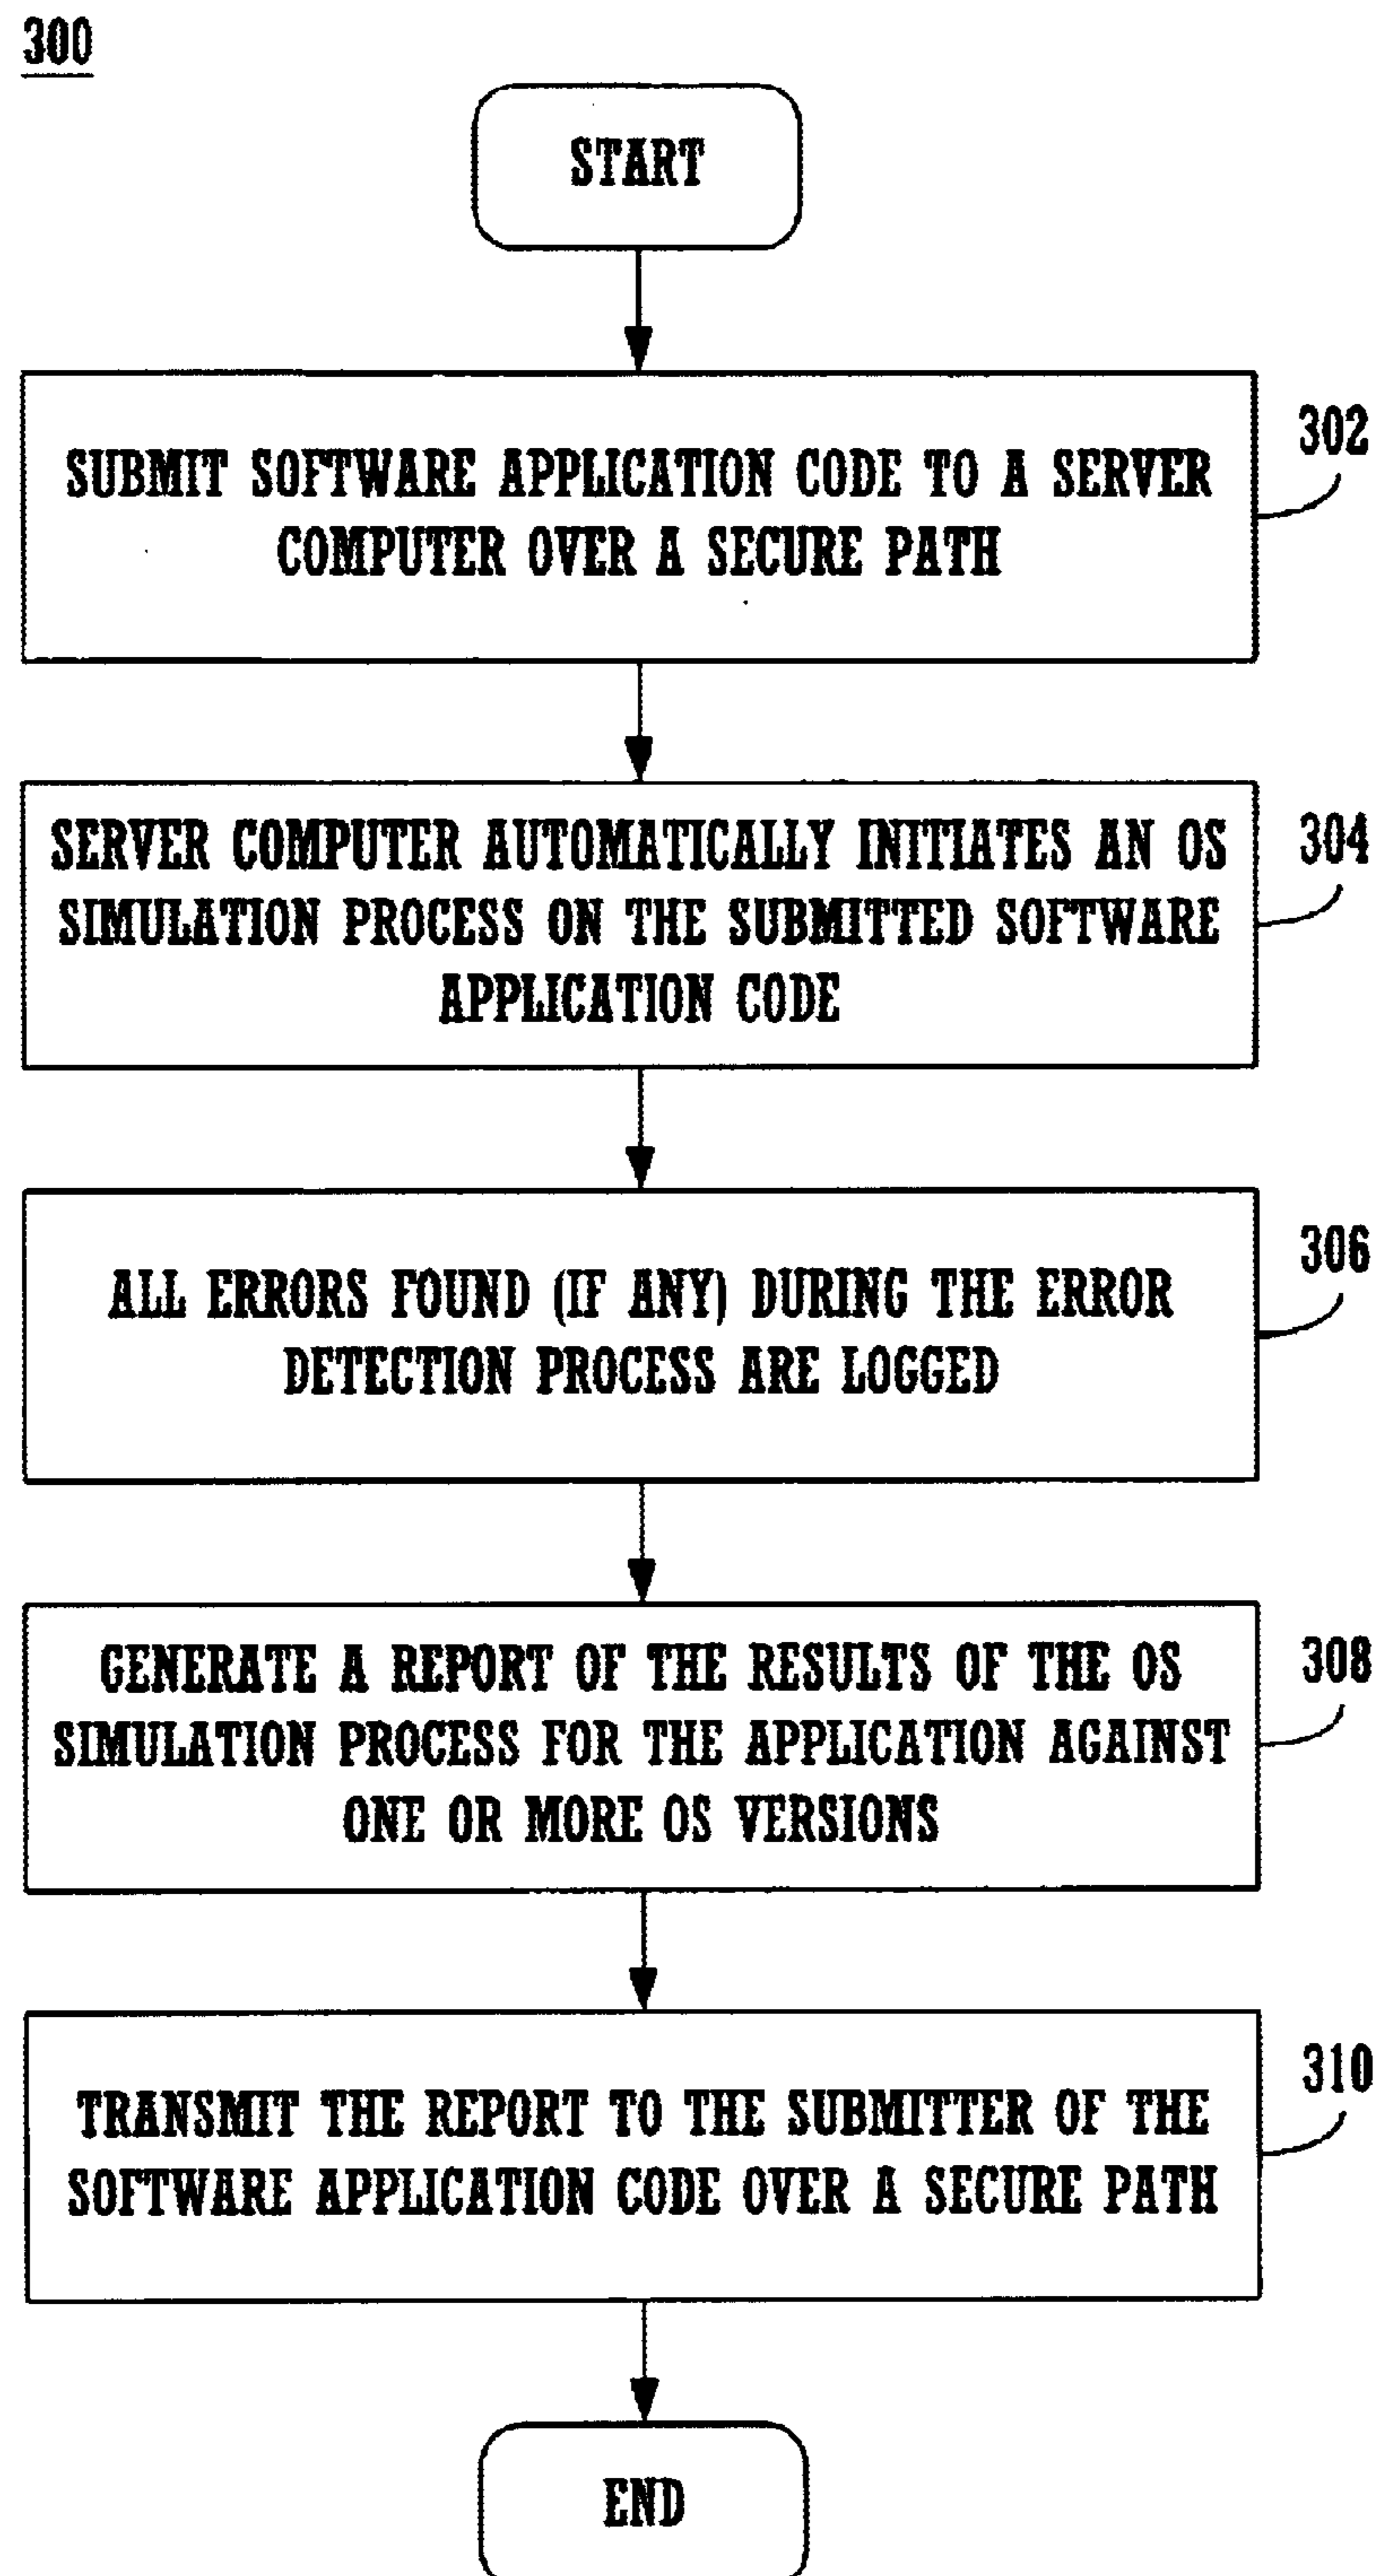 300
START
302
SUBMIT SOFTWARE APPLICATION CODE TO A SERVER
COMPUTER OVER A SECURE PATH
304
SERVER COMPUTER AUTOMATICALLY INITIATES AN OS
SIMULATION PROCESS ON THE SUBMITTED SOFTWARE
APPLICATION CODE
306
ALL ERRORS FOUND (IF ANY) DURING THE ERROR
DETECTION PROCESS ARE LOGGED
308
GENERATE A REPORT OF THE RESULTS OF THE OS
SIMULATION PROCESS FOR THE APPLICATION AGAINST
ONE OR MORE OS VERSIONS
310
TRANSMIT THE REPORT TO THE SUBMITTER OF THE
SOFTWARE APPLICATION CODE OVER A SECURE PATH
END